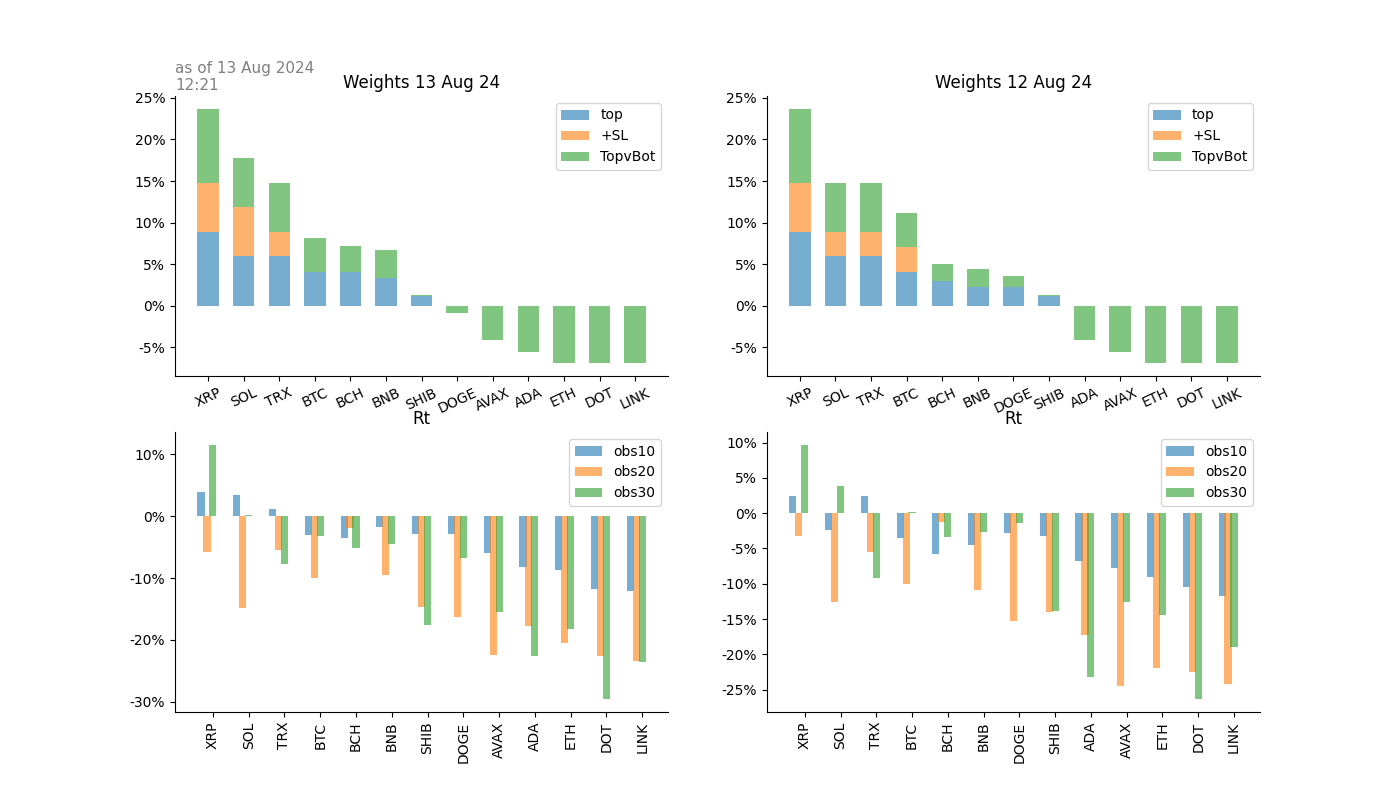 as of 13 Aug 2024
12:21
Weights 13 Aug 24
25%
20%
15%
10%
5%
0%
-5%
top
+SL
TopvBot
XRP SOL TRX BTC BCH BNB SHIB DOGE AVAX ADA ETH DOT LINK
Weights 12 Aug 24
25%
20%
15%
10%
5%
0%
-5%
top
+SL
TopvBot
XRP SOL TRX BTC BCH BNB DOGE SHIB ADA AVAX ETH DOT LINK
Rt
10%
0%
-10%
-20%
-30%
obs10
obs20
obs30
XRP SOL TRX BTC BCH BNB SHIB DOGE AVAX ADA ETH DOT LINK
Rt
10%
5%
0%
-5%
-10%
-15%
-20%
-25%
obs10
obs20
obs30
XRP SOL TRX BTC BCH BNB DOGE SHIB ADA AVAX ETH DOT LINK